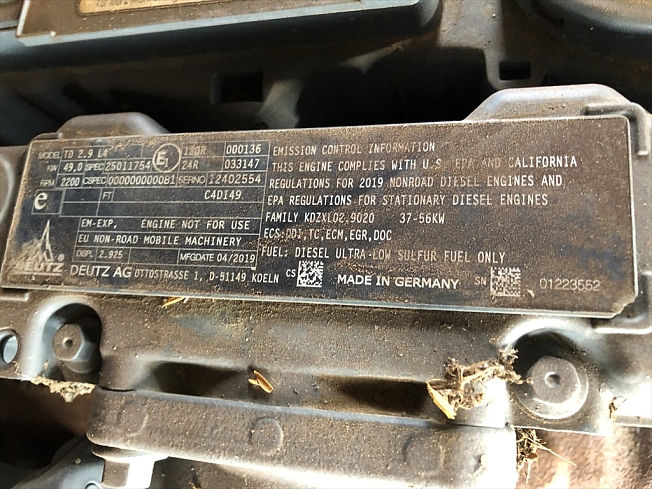 MODEL TD 2.9 L4
KW 49,0 SPEC 25011754 E1 120R 000136
24R 033147
RPM 2200 CSPEC 000000000081 SERNO 12402554
e FT C4DI49
EM-EXP, ENGINE NOT FOR USE
EU NON-ROAD MOBILE MACHINERY
DISPL 2.925 MFGDATE 04/2019
DEUTZ
DEUTZ AG OTTOSTRASSE 1, D-51149 KOELN
EMISSION CONTROL INFORMATION
THIS ENGINE COMPLIES WITH U.S. EPA AND CALIFORNIA
REGULATIONS FOR 2019 NONROAD DIESEL ENGINES AND
EPA REGULATIONS FOR STATIONARY DIESEL ENGINES
FAMILY KDZXL02.9020 37-56KW
ECS:DDI,TC,ECM,EGR,DOC
FUEL: DIESEL ULTRA-LOW SULFUR FUEL ONLY
CS MADE IN GERMANY SN 01223552